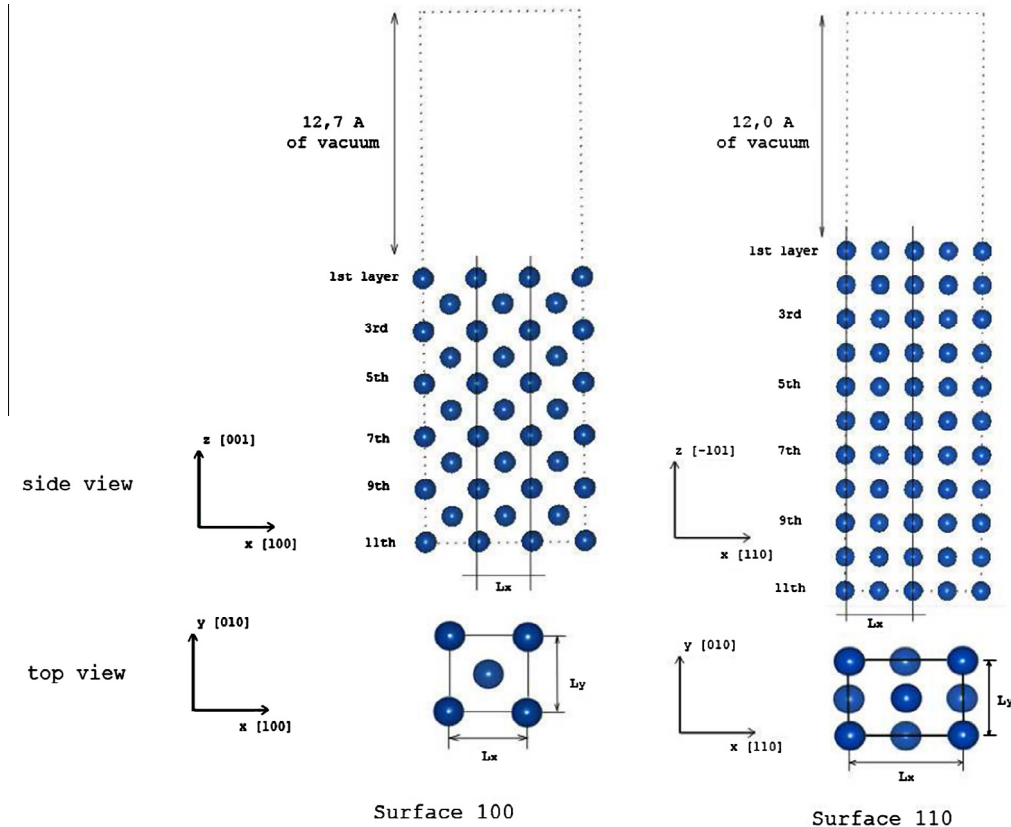 12,7 A
of vacuum
1st layer
3rd
5th
7th
9th
11th
z [001]
x [100]
side view
Lx
y [010]
x [100]
top view
Ly
Lx
Surface 100
12,0 A
of vacuum
1st layer
3rd
5th
7th
9th
11th
z [-101]
x [110]
Lx
y [010]
x [110]
Ly
Lx
Surface 110